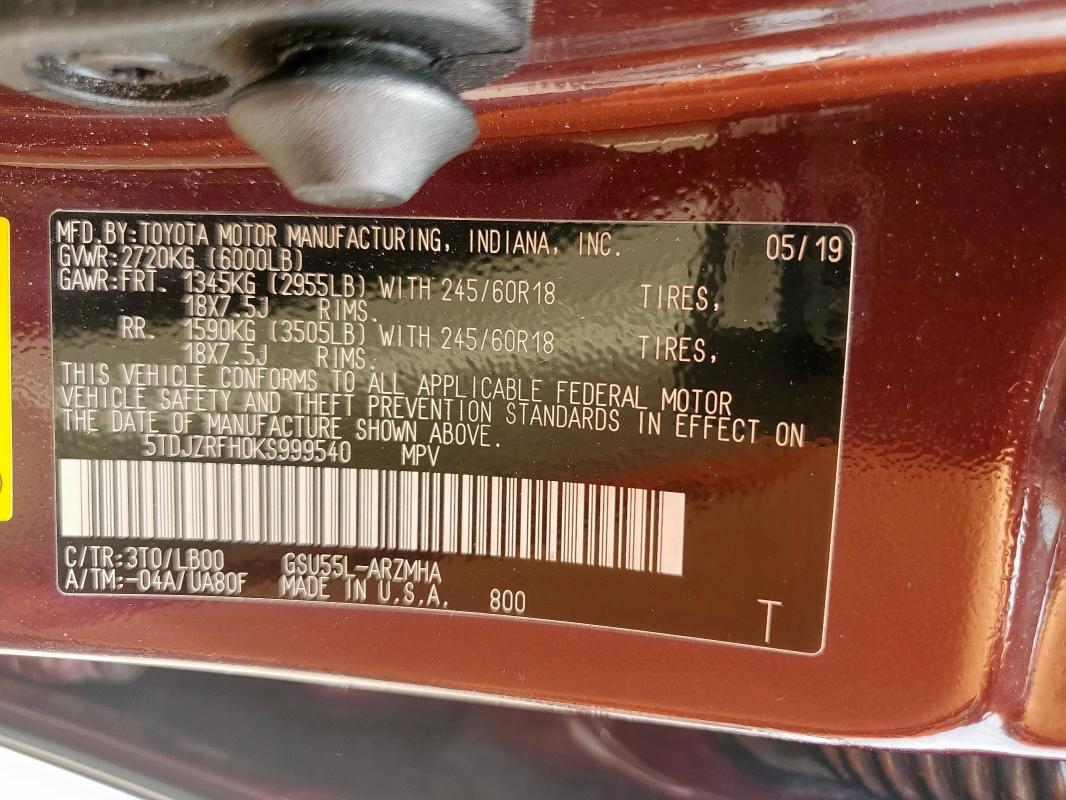 MFD.BY:TOYOTA MOTOR MANUFACTURING, INDIANA, INC. 05/19
GVWR:2720KG (6000LB)
GAWR:FRT. 1345KG (2955LB) WITH 245/60R18 TIRES,
18X7.5J RIMS.
RR. 1590KG (3505LB) WITH 245/60R18 TIRES,
18X7.5J RIMS.
THIS VEHICLE CONFORMS TO ALL APPLICABLE FEDERAL MOTOR
VEHICLE SAFETY AND THEFT PREVENTION STANDARDS IN EFFECT ON
THE DATE OF MANUFACTURE SHOWN ABOVE.
5TDJZRFH0KS999540 MPV
C/TR:3T0/LB00 GSU55L-ARZMHA
A/TM:-04A/UA80F MADE IN U.S.A. 800 T